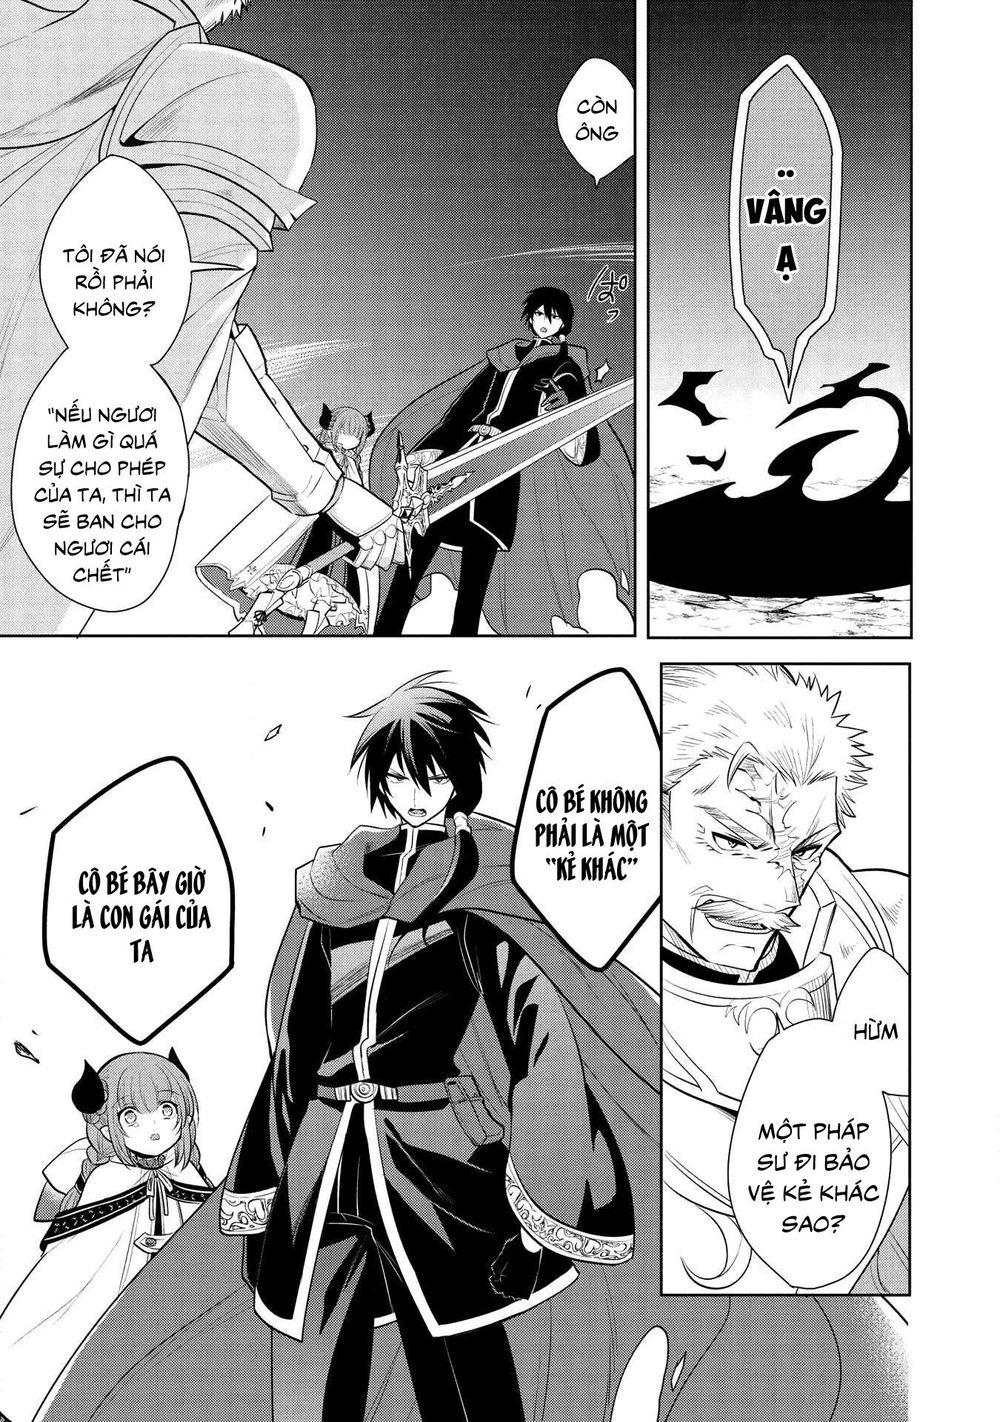 ..
VÂNG
Ạ
CÒN
ÔNG
ぱっ
TÔI ĐÃ NÓI
RỒI PHẢI
KHÔNG?
"NẾU NGƯƠI
LÀM GÌ QUÁ
SỰ CHO PHÉP
CỦA TA, THÌ TA
SẼ BAN CHO
NGƯƠI CÁI
CHẾT"
HỪM
MỘT PHÁP
SƯ ĐI BẢO
VỆ KẺ KHÁC
SAO?
CÔ BÉ KHÔNG
PHẢI LÀ MỘT
"KẺ KHÁC"
CÔ BÉ BÂY GIỜ
LÀ CON GÁI CỦA
TA